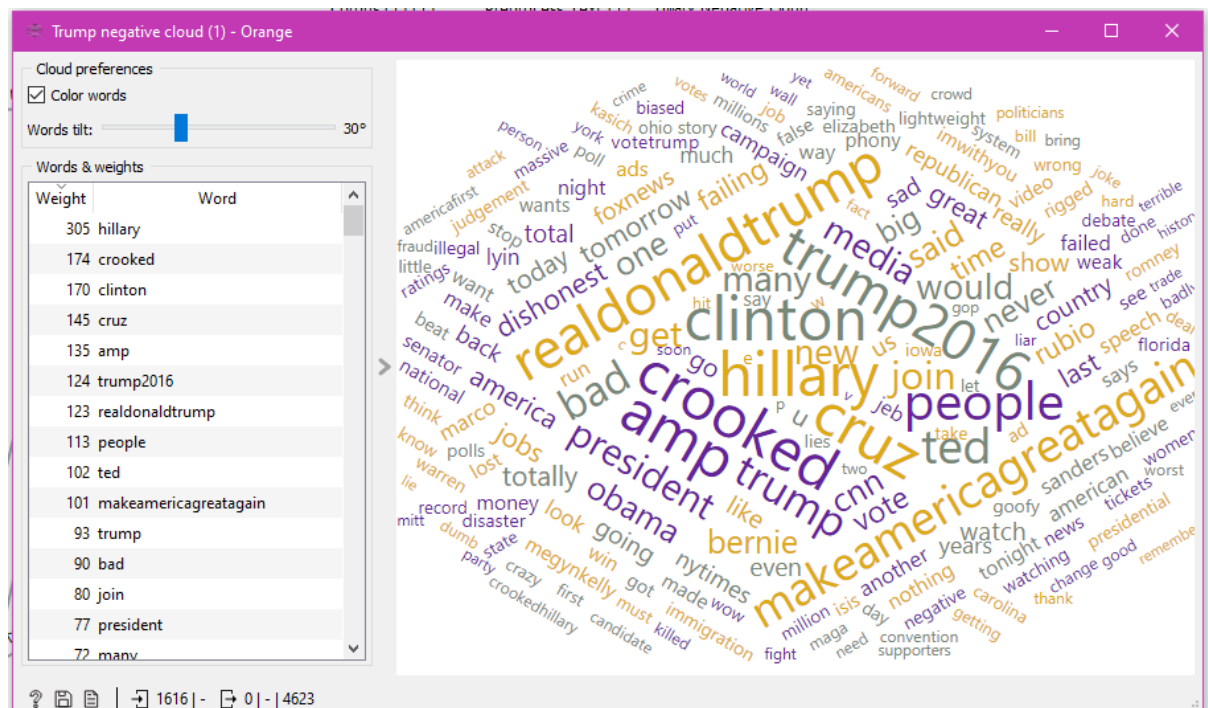 Trump negative cloud (1) - Orange
Cloud preferences
Color words
Words tilt: 30°
Words & weights
Weight Word
305 hillary
174 crooked
170 clinton
145 cruz
135 amp
124 trump2016
123 realdonaldtrump
113 people
102 ted
101 makeamericagreatagain
93 trump
90 bad
80 join
77 president
72 many
? 1616 | - 0 | - | 4623
crime
votes
world
wall
yet
americans
forward
crowd
kasich
biased
millions
job
saying
lightweight
politicians
person
york
ohio
story
campaign
false
elizabeth
system
bill
bring
attack
massive
poll
votetrump
much
way
phony
republican
imwithyou
wrong
joke
americafirst
judgement
night
ads
foxnews
failing
realdonaldtrump
fact
sad
great
really
video
rigged
hard
terrible
stop
wants
total
tomorrow
put
media
big
said
time
debate
done
fraud
illegal
lyin
today
one
worse
trump2016
show
failed
weak
romney
little
ratings
want
dishonest
many
would
never
country
see
trade
make
hit
say
w
gop
beat
back
get
clinton
new
us
liar
rubio
speech
deal
florida
senator
america
c
soon
go
e
iowa
last
says
national
run
bad
crooked
hillary
join
let
people
think
marco
jobs
president
amp
p
u
cruz
v
jeb
take
ted
ad
makeamericagreatagain
know
polls
lost
totally
lies
two
sanders
believe
women
warren
lie
obama
trump
cnn
vote
goofy
american
tickets
worst
record
money
look
like
mitt
disaster
going
bernie
watch
years
tonight
news
presidential
dumb
state
win
nytimes
even
another
watching
change
good
remember
party
crazy
megynkelly
got
made
wow
million
isis
day
nothing
carolina
thank
crookedhillary
first
must
immigration
maga
negative
getting
candidate
killed
fight
need
convention
supporters